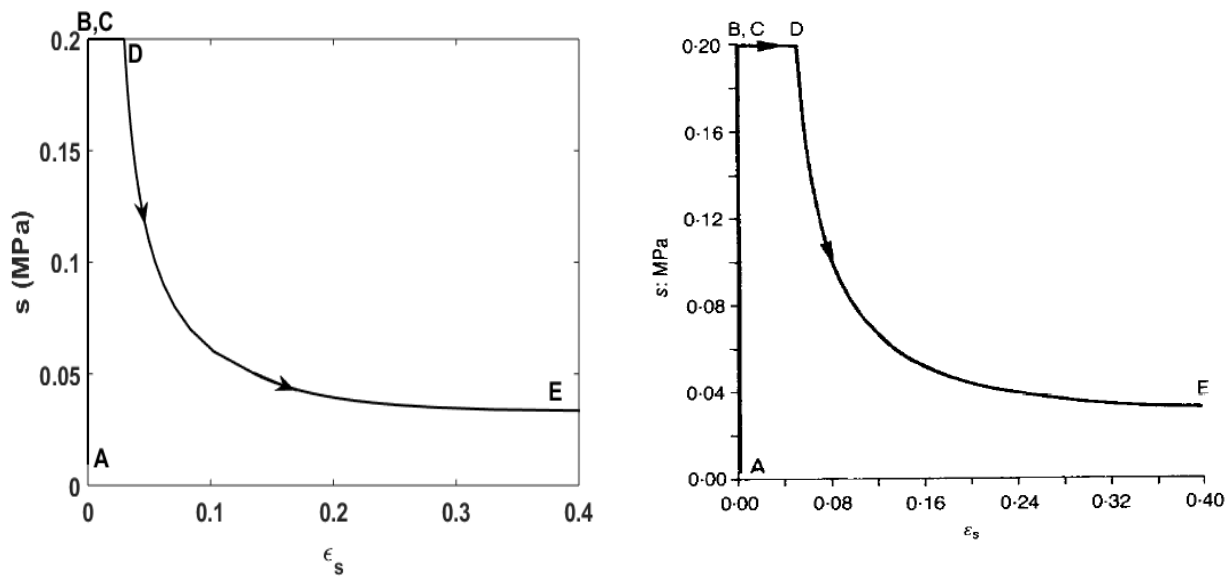 B,C
D
0.2
0.15
0.1
0.05
0
s (MPa)
E
A
0 0.1 0.2 0.3 0.4
ϵs
B, C D
0·20
0·16
0·12
0·08
0·04
0·00
s: MPa
E
A
0·00 0·08 0·16 0·24 0·32 0·40
εs